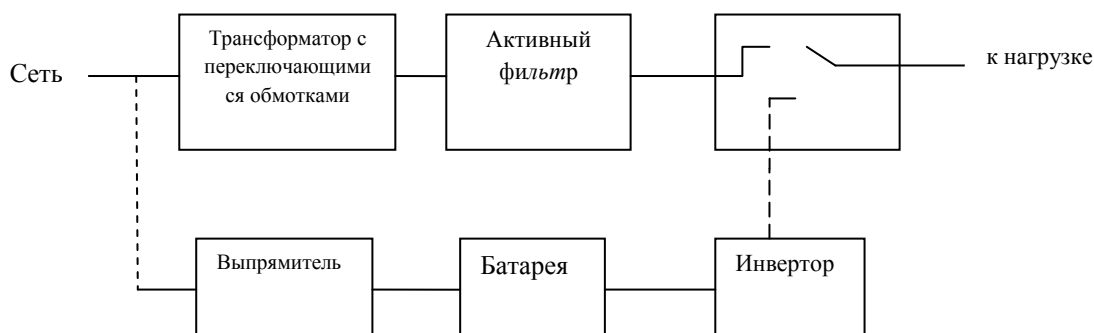 Трансформатор с
переключающими
ся обмотками
Активный
фильтр
Сеть
к нагрузке
Выпрямитель
Батарея
Инвертор